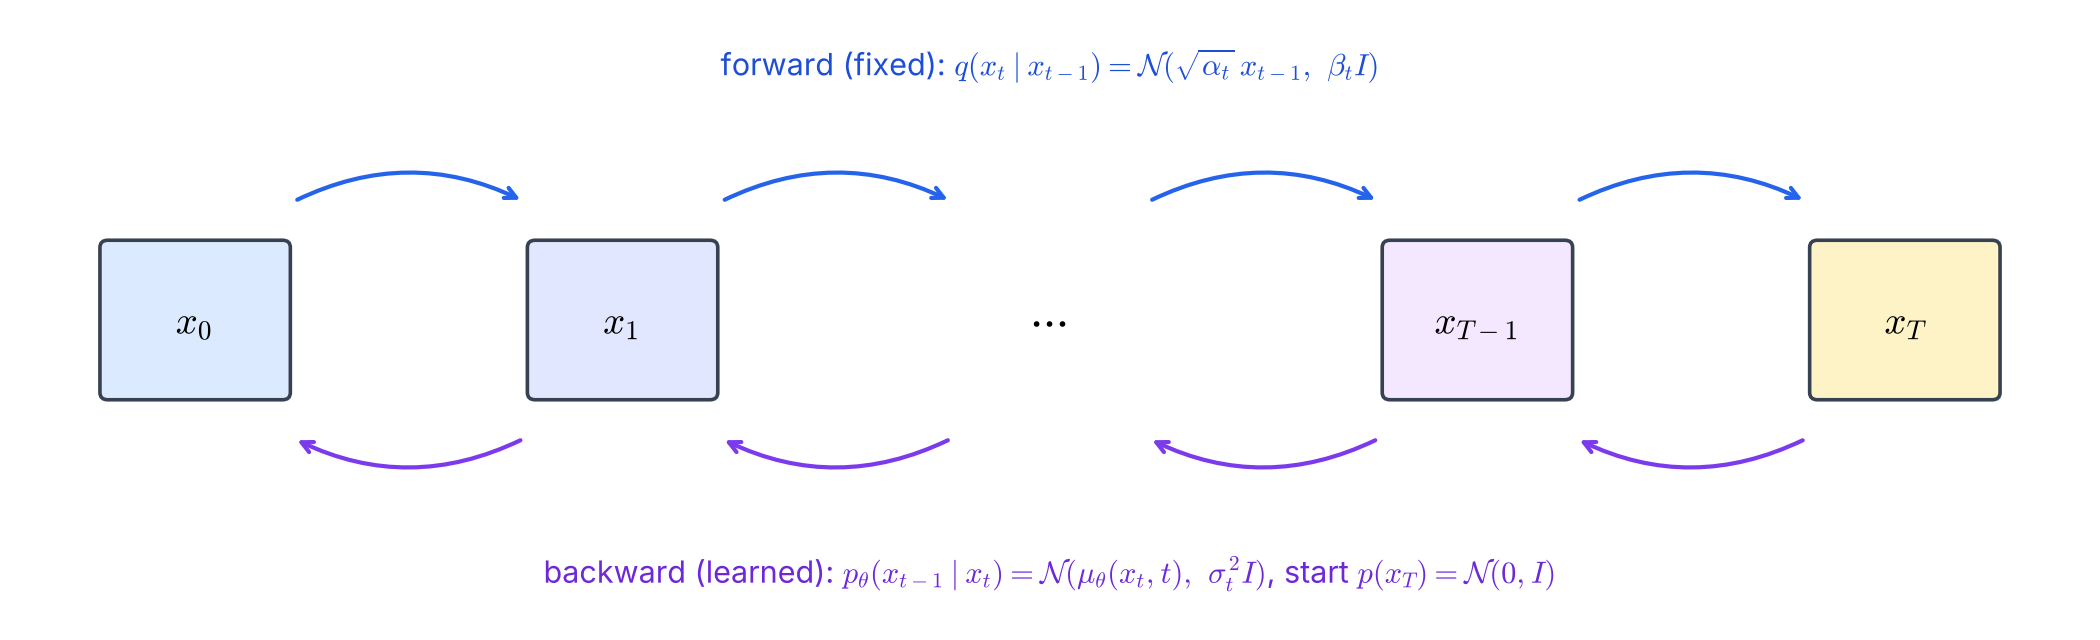 forward (fixed): q(x_t | x_{t−1}) = 𝒩(√α_t x_{t−1}, β_t I)
x_0 x_1 ... x_{T−1} x_T
backward (learned): p_θ(x_{t−1} | x_t) = 𝒩(μ_θ(x_t, t), σ_t^2 I), start p(x_T) = 𝒩(0, I)